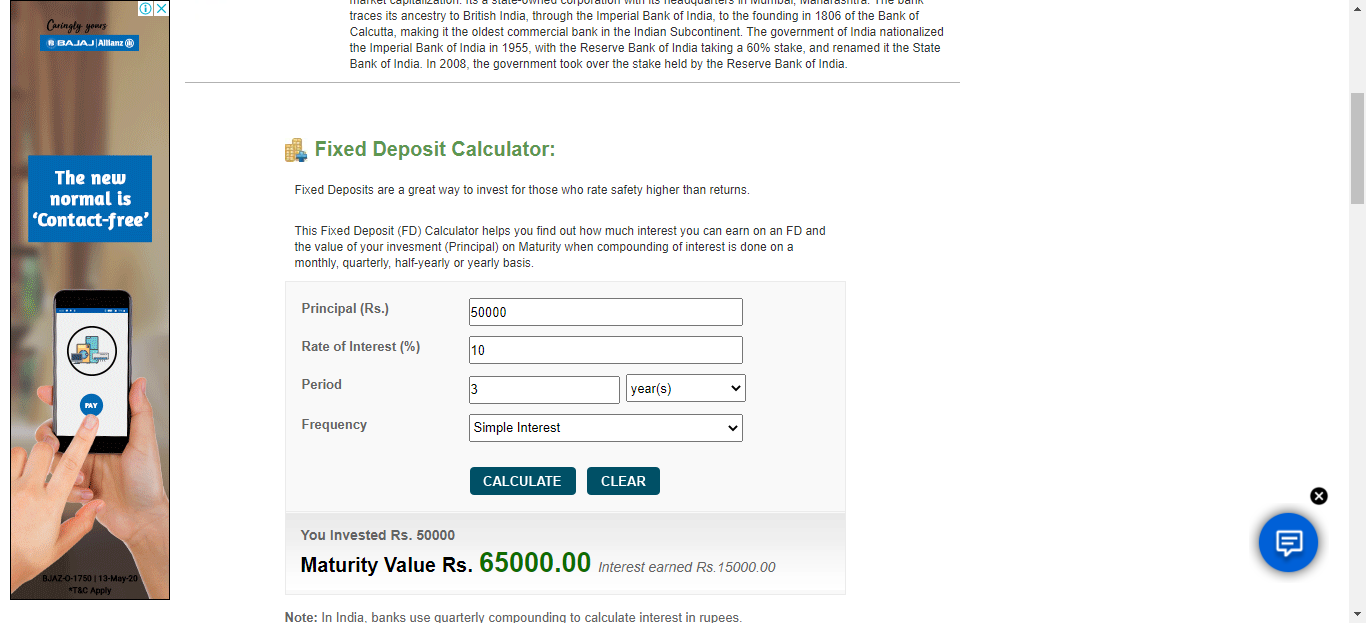 Caringly yours
BAJAJ | Allianz
The new
normal is
‘Contact-free’
PAY
BJAZ-O-1750 | 13-May-20
*T&C Apply
market capitalization. Its a state-owned corporation with its headquarters in Mumbai, Maharashtra. The bank
traces its ancestry to British India, through the Imperial Bank of India, to the founding in 1806 of the Bank of
Calcutta, making it the oldest commercial bank in the Indian Subcontinent. The government of India nationalized
the Imperial Bank of India in 1955, with the Reserve Bank of India taking a 60% stake, and renamed it the State
Bank of India. In 2008, the government took over the stake held by the Reserve Bank of India.
Fixed Deposit Calculator:
Fixed Deposits are a great way to invest for those who rate safety higher than returns.
This Fixed Deposit (FD) Calculator helps you find out how much interest you can earn on an FD and
the value of your invesment (Principal) on Maturity when compounding of interest is done on a
monthly, quarterly, half-yearly or yearly basis.
Principal (Rs.) 50000
Rate of Interest (%) 10
Period 3 year(s)
Frequency Simple Interest
CALCULATE CLEAR
You Invested Rs. 50000
Maturity Value Rs. 65000.00 Interest earned Rs.15000.00
Note: In India, banks use quarterly compounding to calculate interest in rupees.